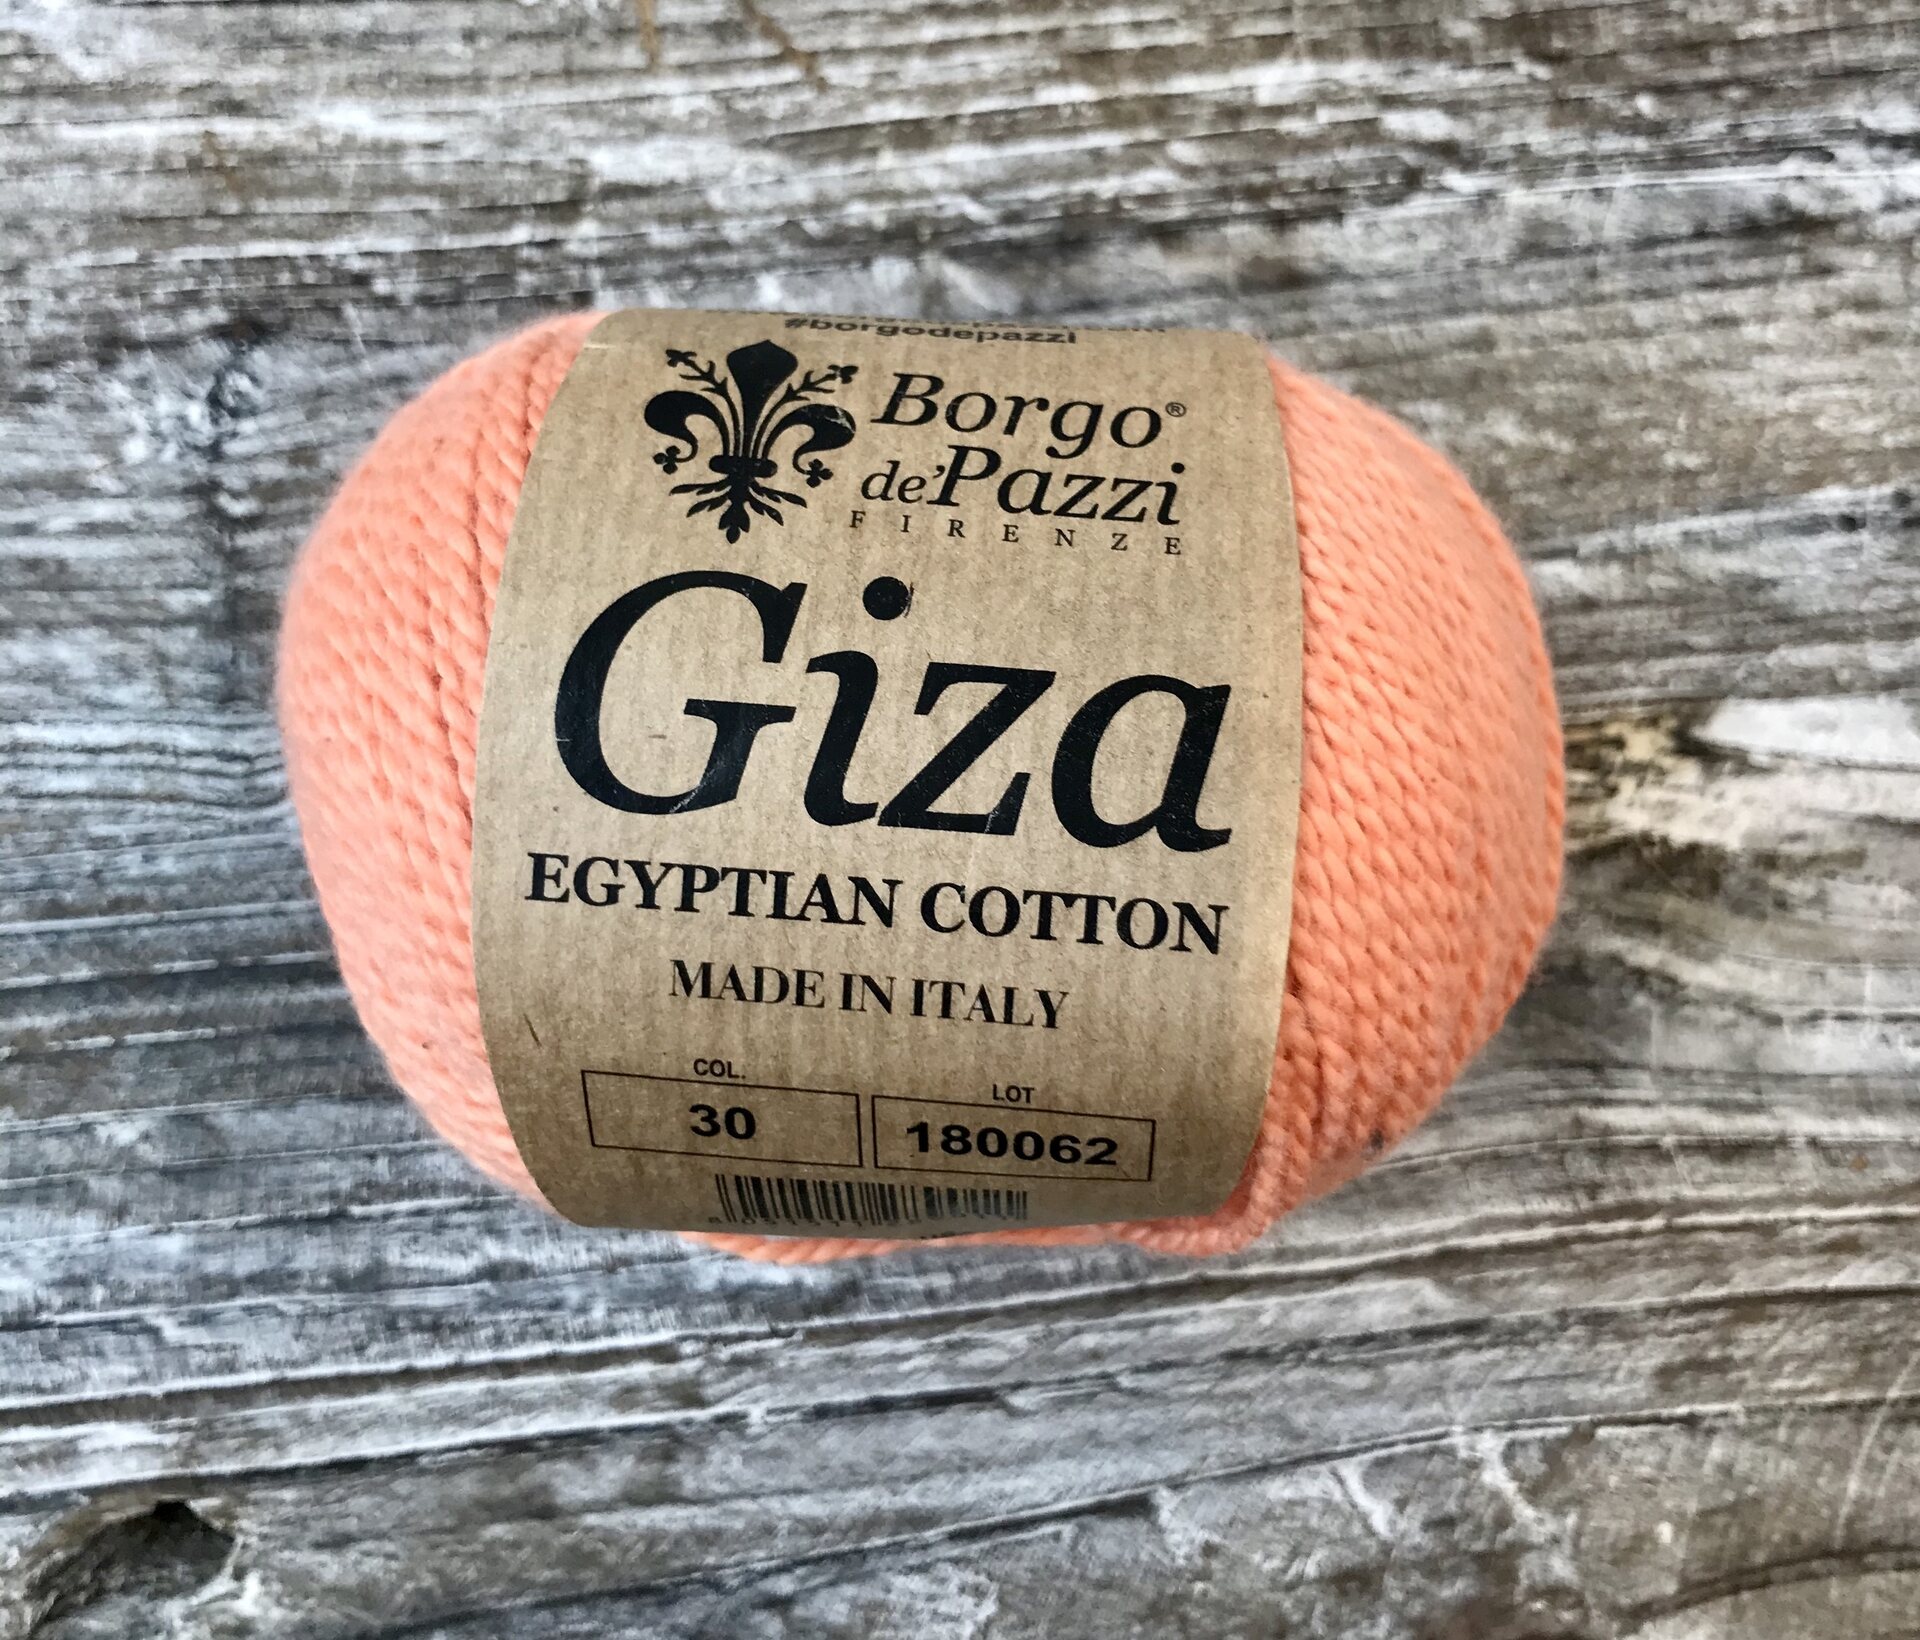 #borgodepazzi
Borgo®
de'Pazzi
FIRENZE
Giza
EGYPTIAN COTTON
MADE IN ITALY
COL.
30
LOT
180062